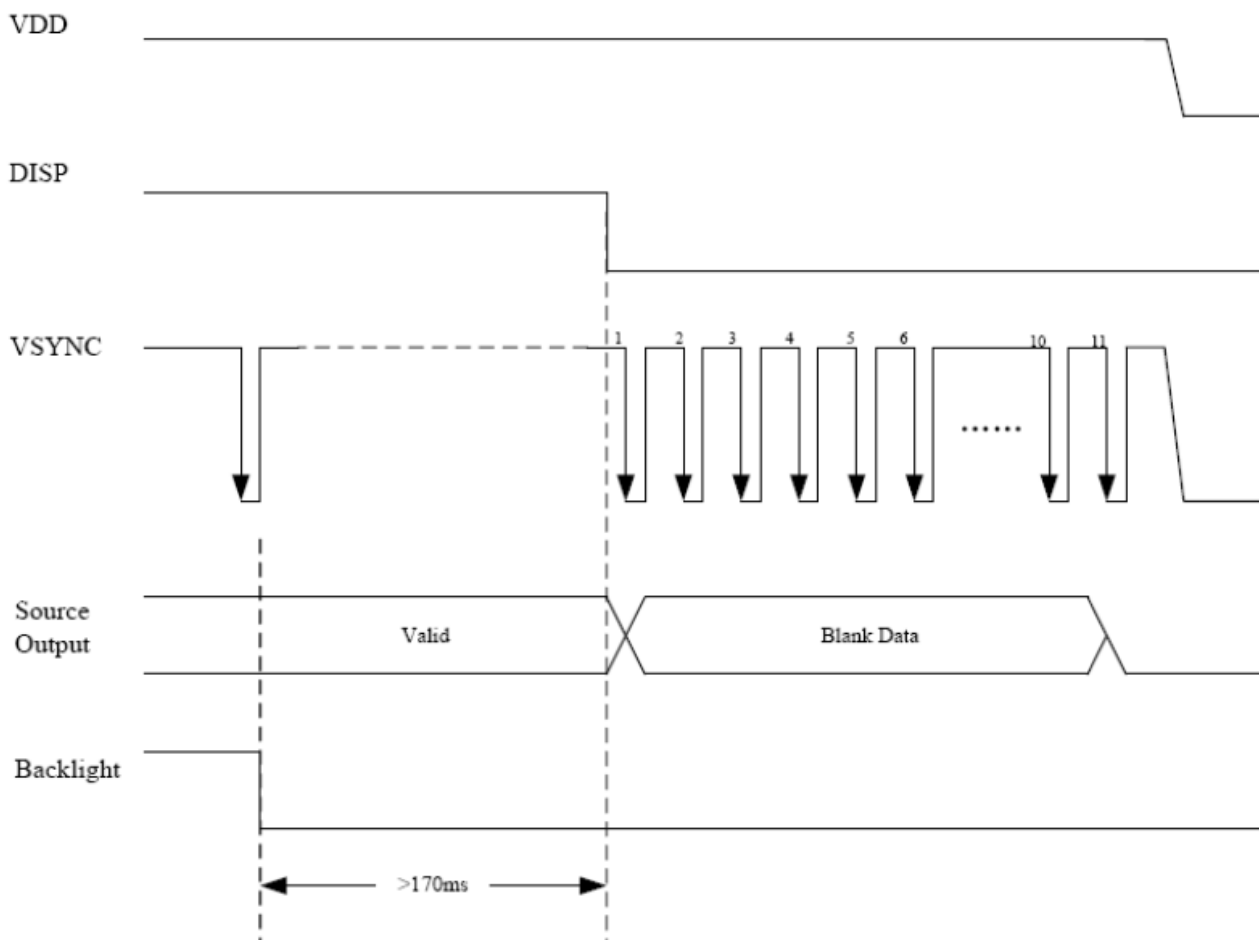 VDD
DISP
VSYNC
1 2 3 4 5 6 10 11
......
Source
Output
Valid
Blank Data
Backlight
>170ms